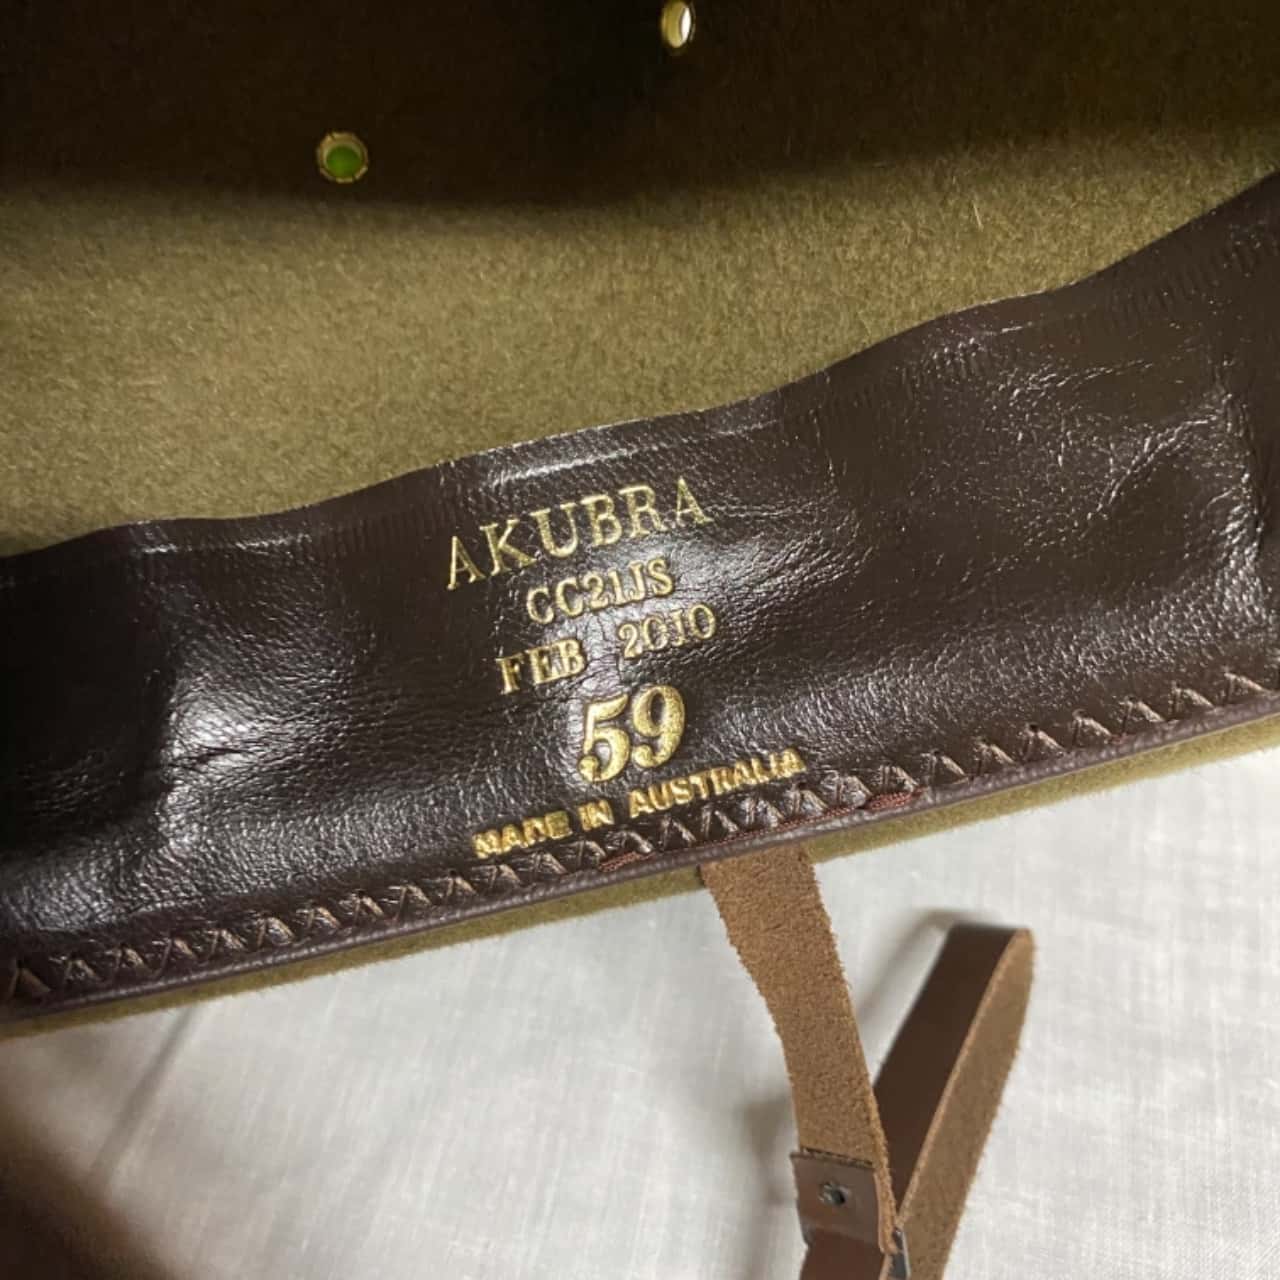 AKUBRA
CC21JS
FEB 2010
59
MADE IN AUSTRALIA